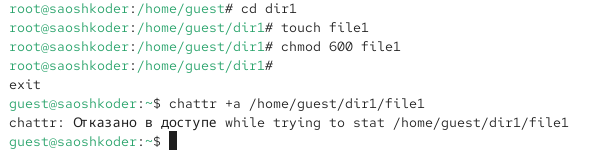 root@saoshkoder:/home/guest# cd dir1
root@saoshkoder:/home/guest/dir1# touch file1
root@saoshkoder:/home/guest/dir1# chmod 600 file1
root@saoshkoder:/home/guest/dir1#
exit
guest@saoshkoder:~$ chattr +a /home/guest/dir1/file1
chattr: Отказано в доступе while trying to stat /home/guest/dir1/file1
guest@saoshkoder:~$